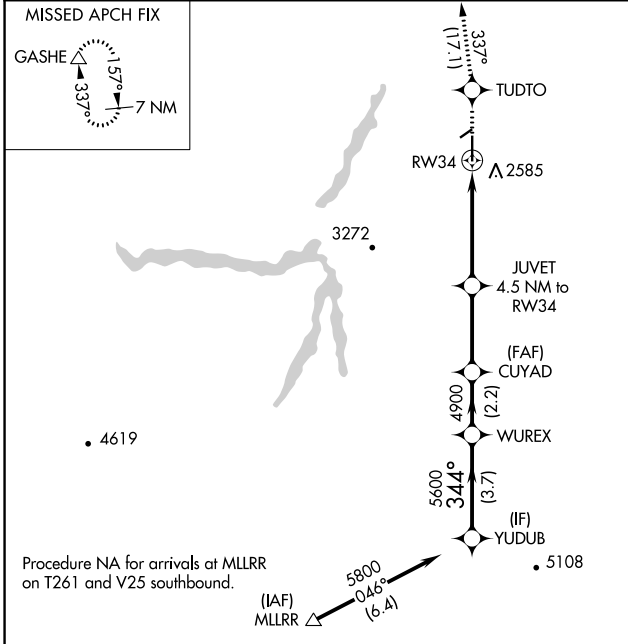 MISSED APCH FIX
GASHE
157°
337°
7 NM
337°
(17.1)
TUDTO
RW34
2585
3272
JUVET
4.5 NM to
RW34
(FAF)
CUYAD
4900
(2.2)
WUREX
4619
5600
344°
(3.7)
(IF)
YUDUB
5108
Procedure NA for arrivals at MLLRR
on T261 and V25 southbound.
5800
046°
(6.4)
(IAF)
MLLRR